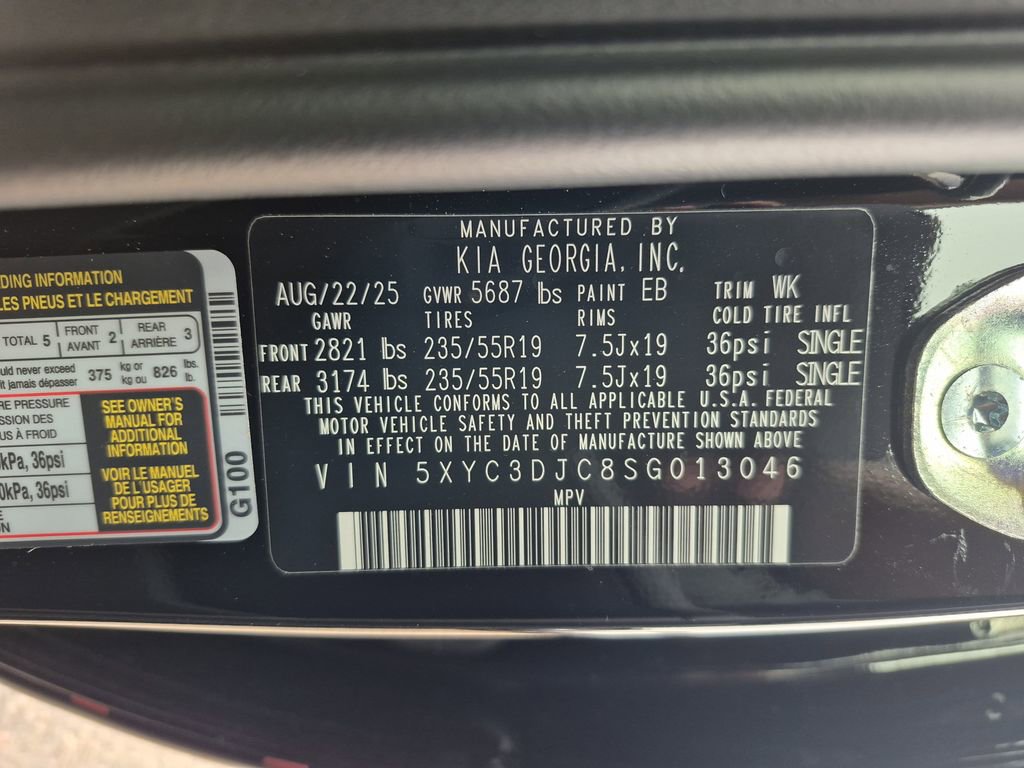 DING INFORMATION
LES PNEUS ET LE CHARGEMENT
TOTAL 5 FRONT AVANT 2 REAR ARRIÈRE 3
ould never exceed
it jamais dépasser 375 kg or kg ou 826 lbs. lb.
RE PRESSURE
SSION DES
US À FROID
kPa, 36psi
0kPa, 36psi
SEE OWNER'S
MANUAL FOR
ADDITIONAL
INFORMATION
VOIR LE MANUEL
DE L'USAGER
POUR PLUS DE
RENSEIGNEMENTS
G100
MANUFACTURED BY
KIA GEORGIA, INC.
AUG/22/25 GVWR 5687 lbs PAINT EB TRIM WK
GAWR TIRES RIMS COLD TIRE INFL
FRONT 2821 lbs 235/55R19 7.5Jx19 36psi SINGLE
REAR 3174 lbs 235/55R19 7.5Jx19 36psi SINGLE
THIS VEHICLE CONFORMS TO ALL APPLICABLE U.S.A. FEDERAL
MOTOR VEHICLE SAFETY AND THEFT PREVENTION STANDARDS
IN EFFECT ON THE DATE OF MANUFACTURE SHOWN ABOVE
VIN 5XYC3DJC8SG013046
MPV